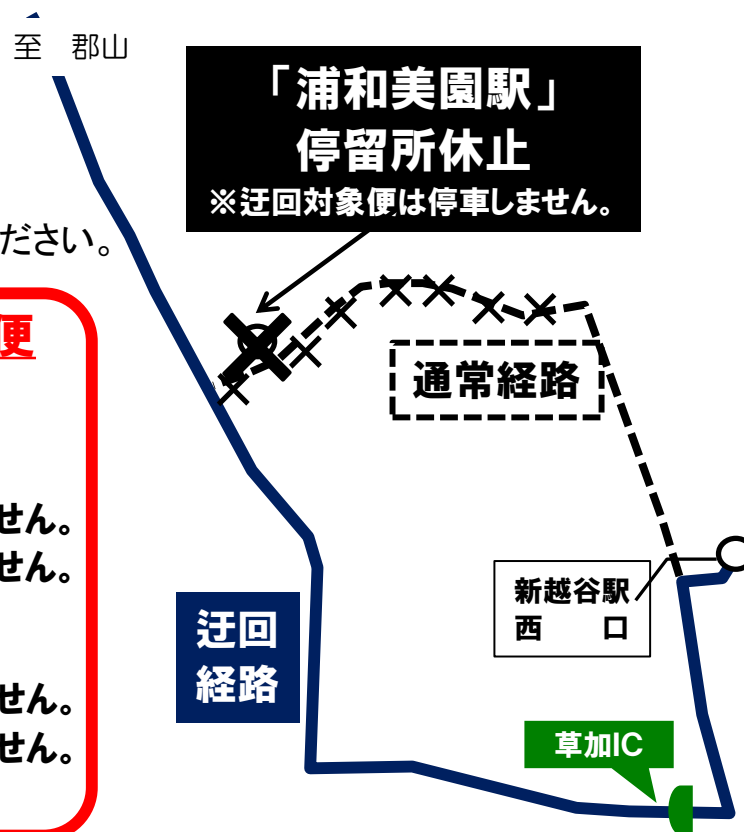 至　郡山
「浦和美園駅」
停留所休止
※迂回対象便は停車しません。
ださい。
便
通常経路
せん。
せん。
新越谷駅
西　　口
迂回
経路
せん。
せん。
草加IC